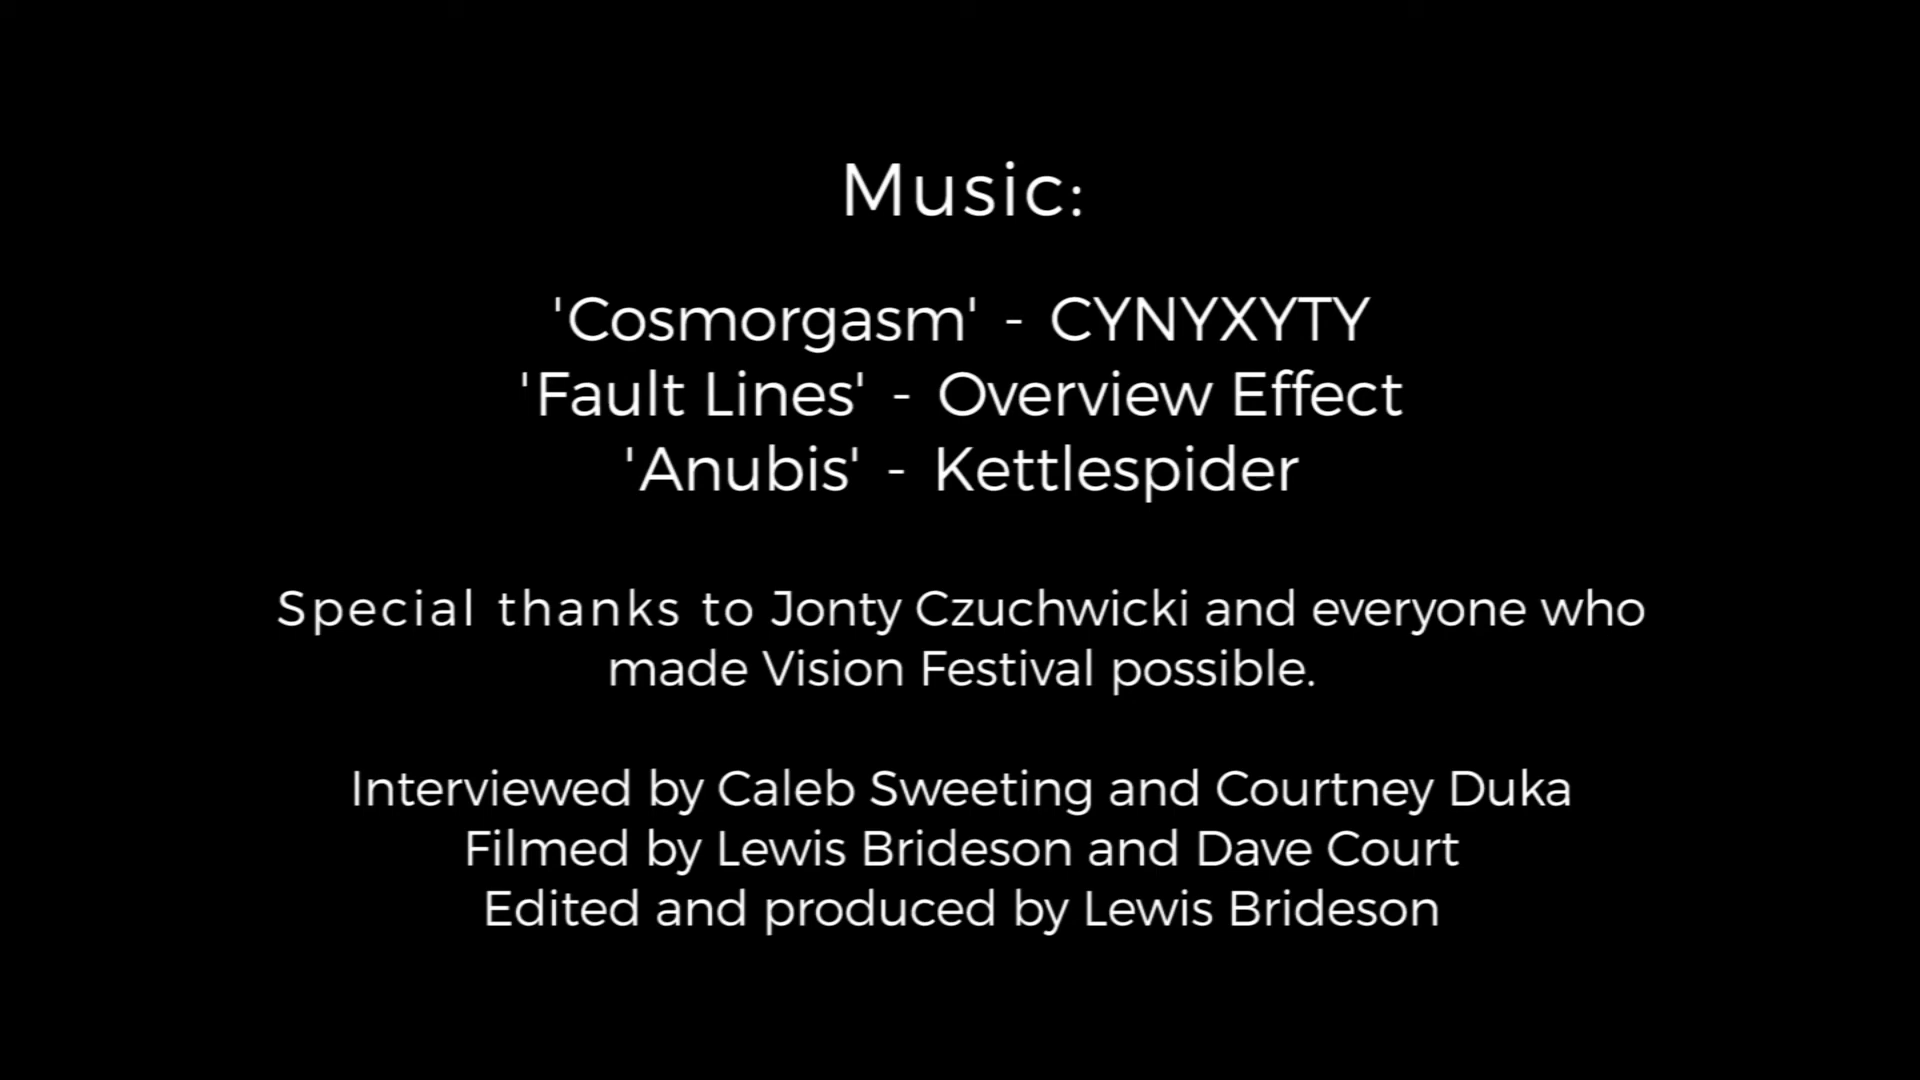 Music:
'Cosmorgasm' - CYNYXYTY
'Fault Lines' - Overview Effect
'Anubis' - Kettlespider
Special thanks to Jonty Czuchwicki and everyone who
made Vision Festival possible.
Interviewed by Caleb Sweeting and Courtney Duka
Filmed by Lewis Brideson and Dave Court
Edited and produced by Lewis Brideson